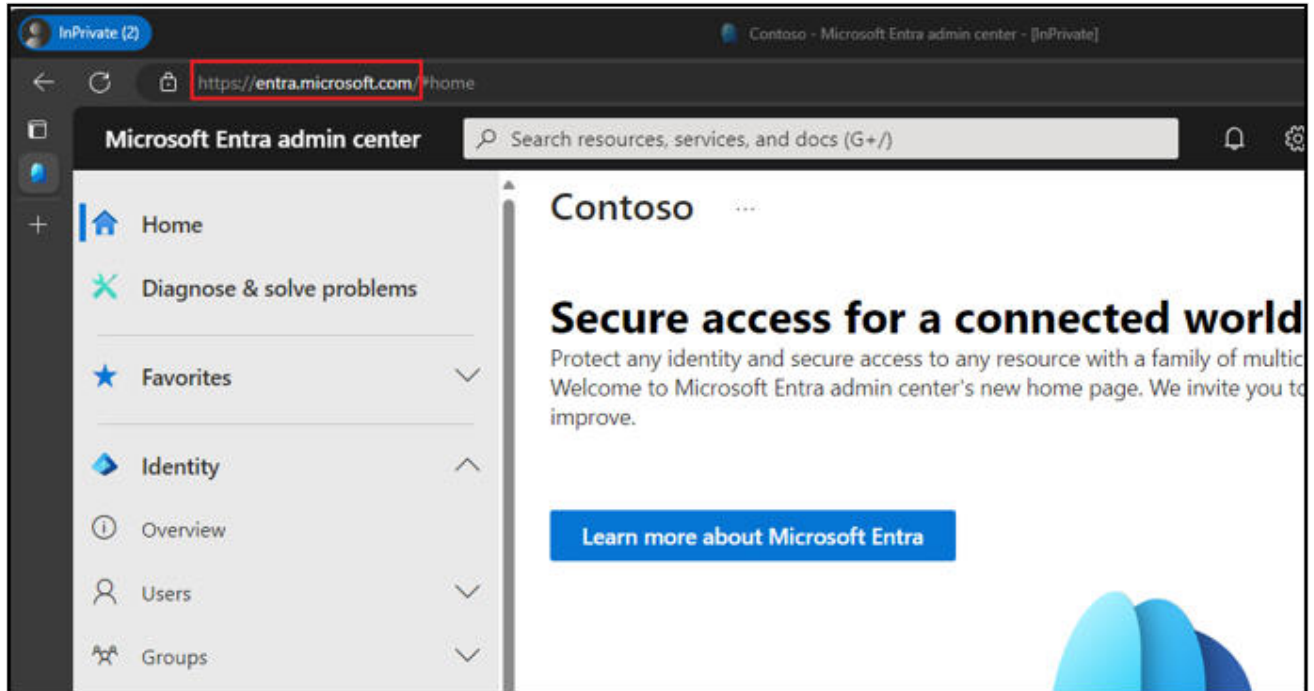 InPrivate (2)
Contoso - Microsoft Entra admin center - [InPrivate]
https://entra.microsoft.com/#home
Microsoft Entra admin center
Search resources, services, and docs (G+/)
Home
Diagnose & solve problems
Favorites
Identity
Overview
Users
Groups
Contoso
...
Secure access for a connected world
Protect any identity and secure access to any resource with a family of multic
Welcome to Microsoft Entra admin center's new home page. We invite you to
improve.
Learn more about Microsoft Entra